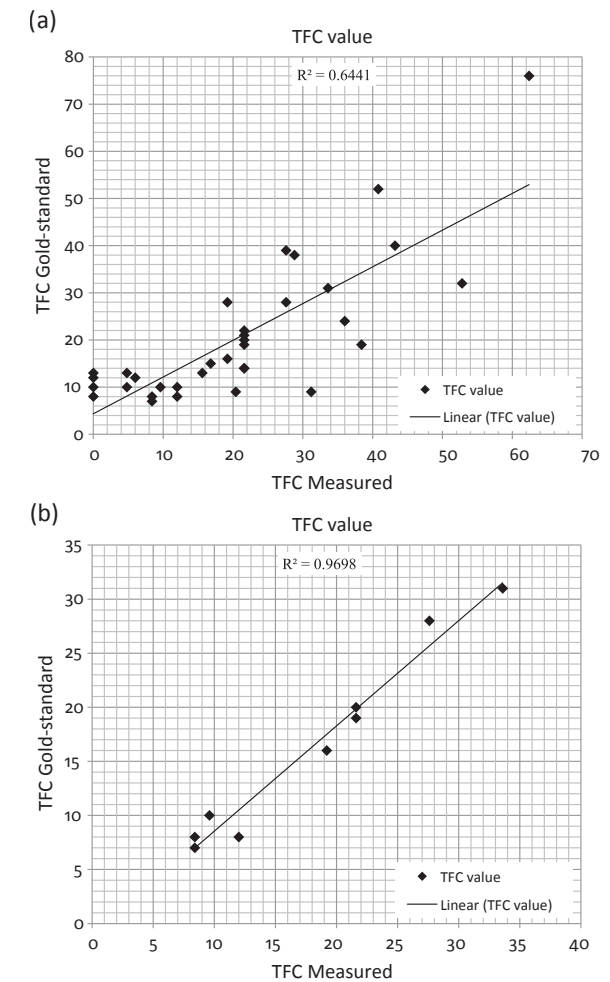 (a)
TFC value
R² = 0.6441
80
70
60
50
40
30
20
10
0
TFC Gold-standard
TFC value
Linear (TFC value)
0 10 20 30 40 50 60 70
TFC Measured
(b)
TFC value
R² = 0.9698
35
30
25
20
15
10
5
0
TFC Gold-standard
TFC value
Linear (TFC value)
0 5 10 15 20 25 30 35 40
TFC Measured